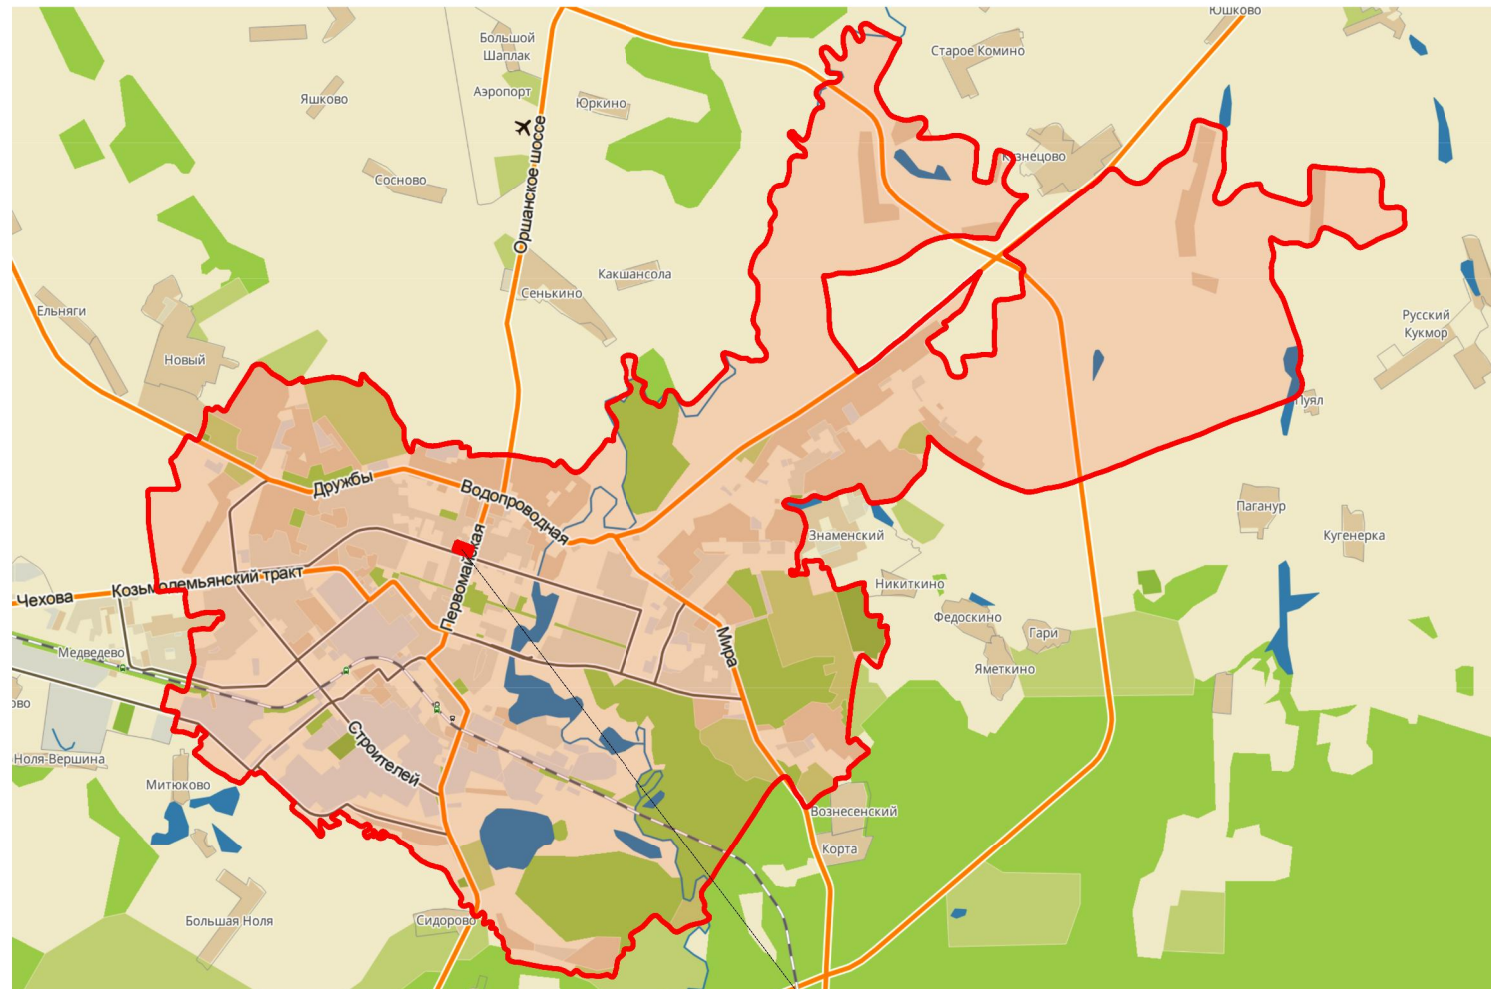 Юшково
Большой
Шаплак
Старое Комино
Аэропорт
Яшково
Юркино
Оршанское шоссе
Кузнецово
Сосново
Какшансола
Сенькино
Ельняги
Русский
Кукмор
Новый
Пуял
Дружбы
Водопроводная
Паганур
Знаменский
Кугенерка
Первомайская
Козьмодемьянский тракт
Чехова
Никиткино
Федоскино
Гари
Медведево
Мира
Яметкино
ово
Строителей
Ноля-Вершина
Митюково
Вознесенский
Корта
Большая Ноля
Сидорово